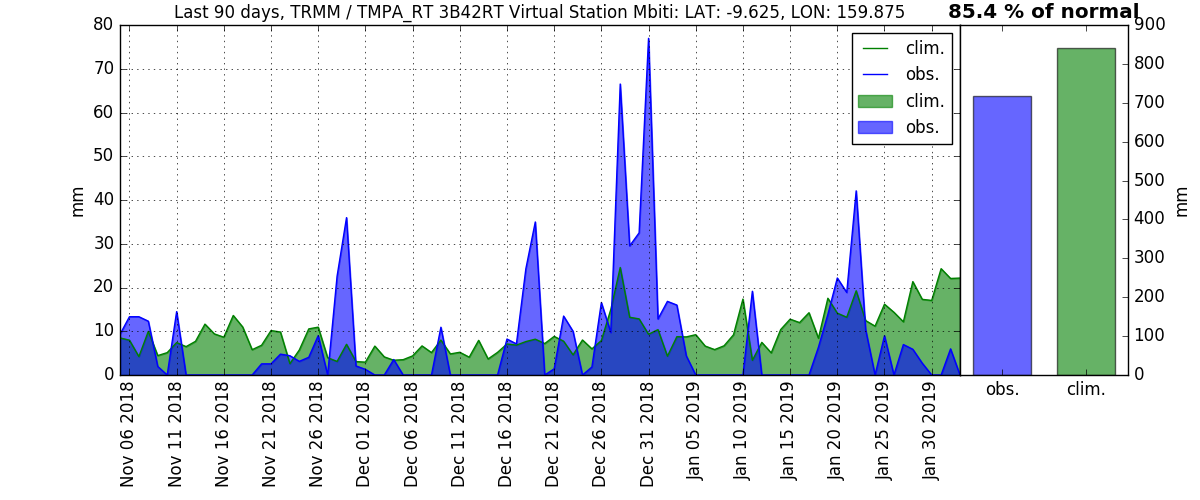 Last 90 days, TRMM / TMPA_RT 3B42RT Virtual Station Mbiti: LAT: -9.625, LON: 159.875
85.4 % of normal
80
70
60
50
40
30
20
10
0
mm
clim.
obs.
clim.
obs.
900
800
700
600
500
400
300
200
100
0
mm
Nov 06 2018
Nov 11 2018
Nov 16 2018
Nov 21 2018
Nov 26 2018
Dec 01 2018
Dec 06 2018
Dec 11 2018
Dec 16 2018
Dec 21 2018
Dec 26 2018
Dec 31 2018
Jan 05 2019
Jan 10 2019
Jan 15 2019
Jan 20 2019
Jan 25 2019
Jan 30 2019
obs.
clim.